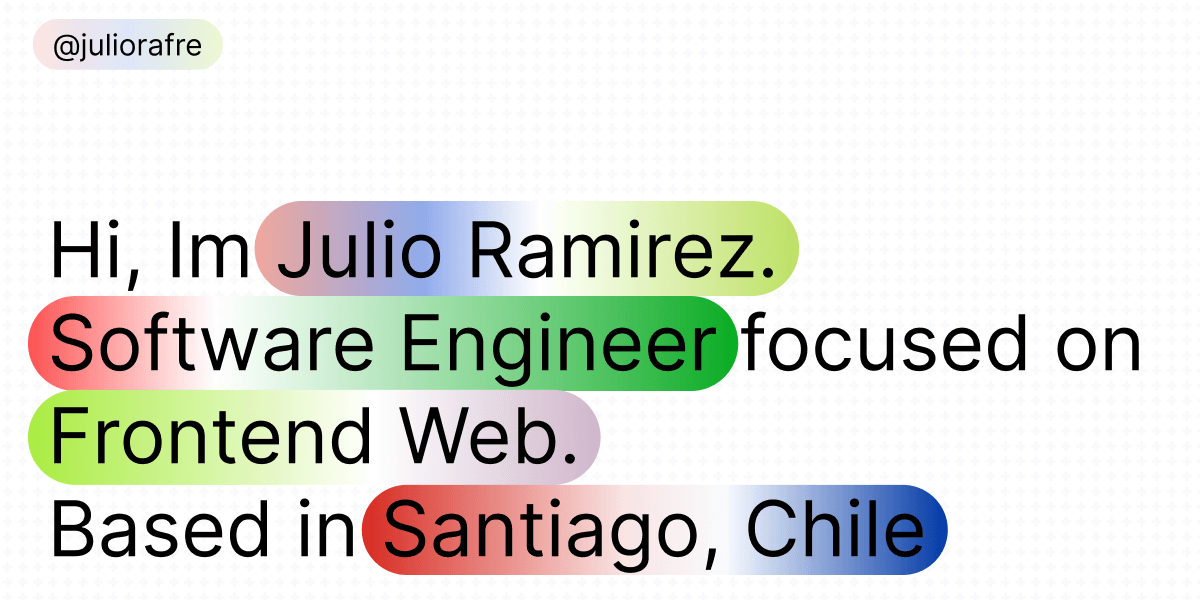 @juliorafre
Hi, Im Julio Ramirez.
Software Engineer focused on
Frontend Web.
Based in Santiago, Chile